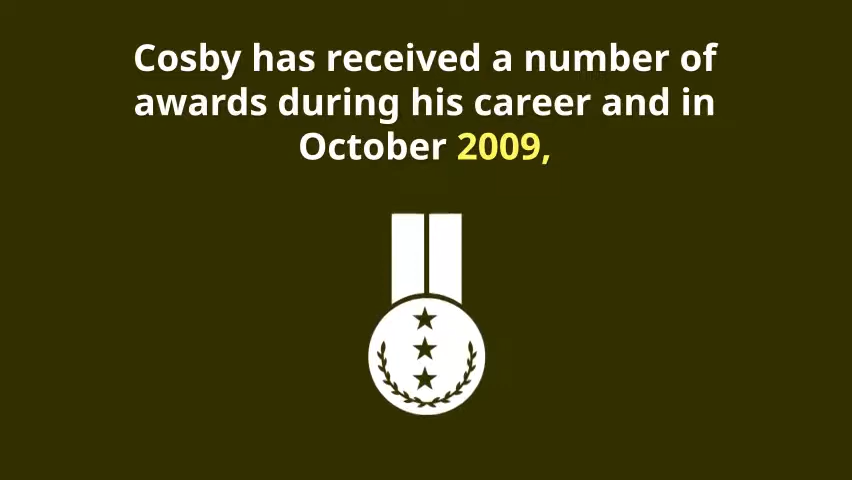 Cosby has received a number of
awards during his career and in
October 2009,